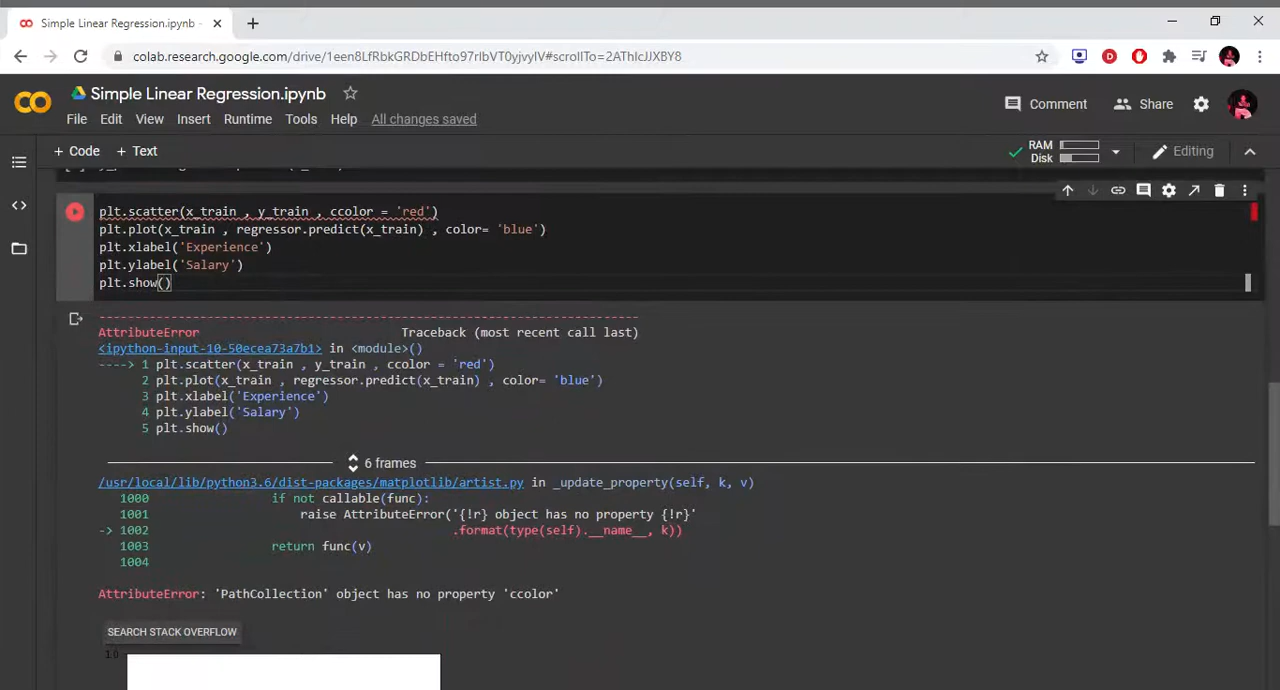 Simple Linear Regression.ipynb -
colab.research.google.com/drive/1een8LfRbkGRDbEHfto97rlbVT0yjvyIV#scrollTo=2AThIcJJXBY8
Simple Linear Regression.ipynb
Comment
Share
File Edit View Insert Runtime Tools Help All changes saved
+ Code + Text
RAM
Disk
Editing
plt.scatter(x_train , y_train , ccolor = 'red')
plt.plot(x_train , regressor.predict(x_train) , color= 'blue')
plt.xlabel('Experience')
plt.ylabel('Salary')
plt.show()
---------------------------------------------------------------------------
AttributeError Traceback (most recent call last)
<ipython-input-10-50ecea73a7b1> in <module>()
----> 1 plt.scatter(x_train , y_train , ccolor = 'red')
2 plt.plot(x_train , regressor.predict(x_train) , color= 'blue')
3 plt.xlabel('Experience')
4 plt.ylabel('Salary')
5 plt.show()
6 frames
/usr/local/lib/python3.6/dist-packages/matplotlib/artist.py in _update_property(self, k, v)
1000 if not callable(func):
1001 raise AttributeError('{!r} object has no property {!r}'
-> 1002 .format(type(self).__name__, k))
1003 return func(v)
1004
AttributeError: 'PathCollection' object has no property 'ccolor'
SEARCH STACK OVERFLOW
10